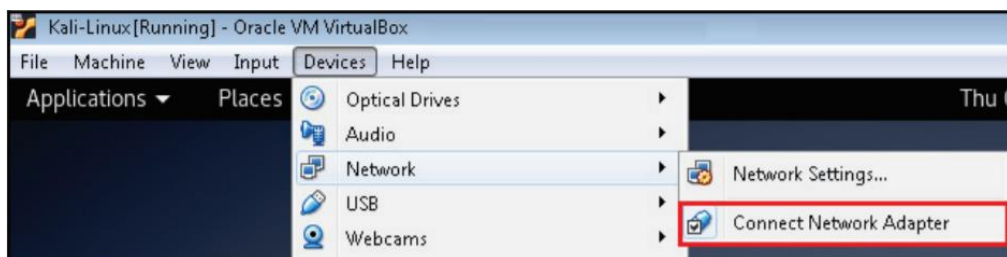 Kali-Linux[Running] - Oracle VM VirtualBox
File Machine View Input Devices Help
Applications Places Thu
Optical Drives
Audio
Network
Network Settings...
USB
Connect Network Adapter
Webcams